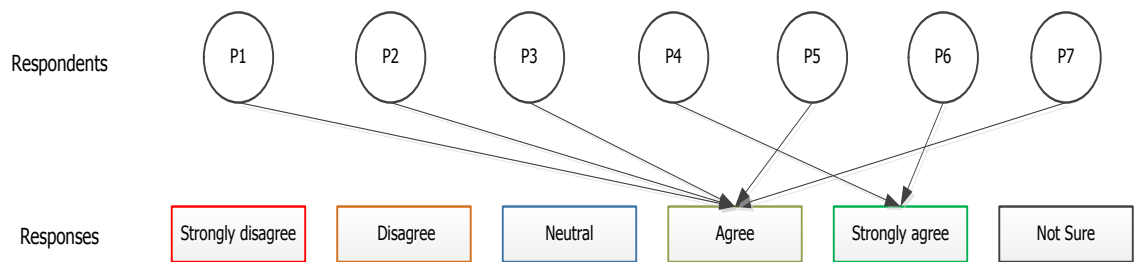 P1 P2 P3 P4 P5 P6 P7
Respondents
Responses
Strongly disagree Disagree Neutral Agree Strongly agree Not Sure